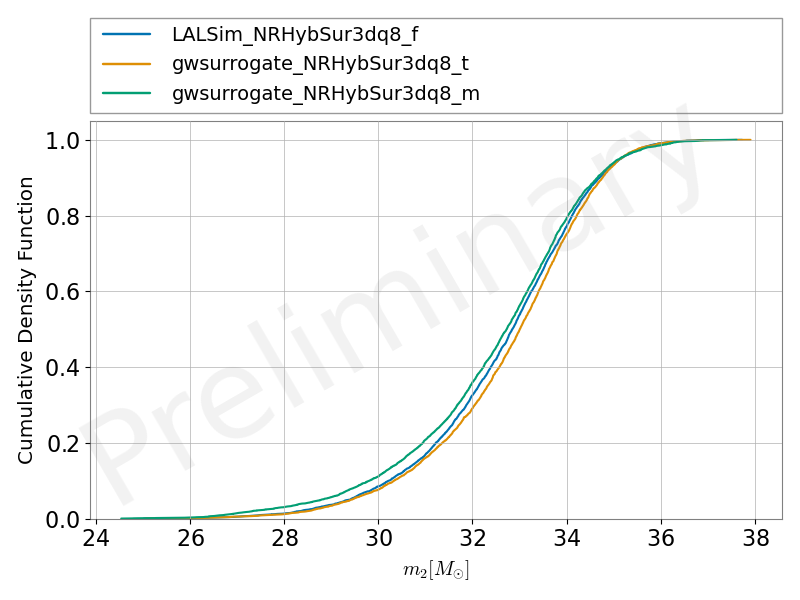 LALSim_NRHybSur3dq8_f
gwsurrogate_NRHybSur3dq8_t
gwsurrogate_NRHybSur3dq8_m
Preliminary
Cumulative Density Function
1.0
0.8
0.6
0.4
0.2
0.0
24 26 28 30 32 34 36 38
m₂[M☉]